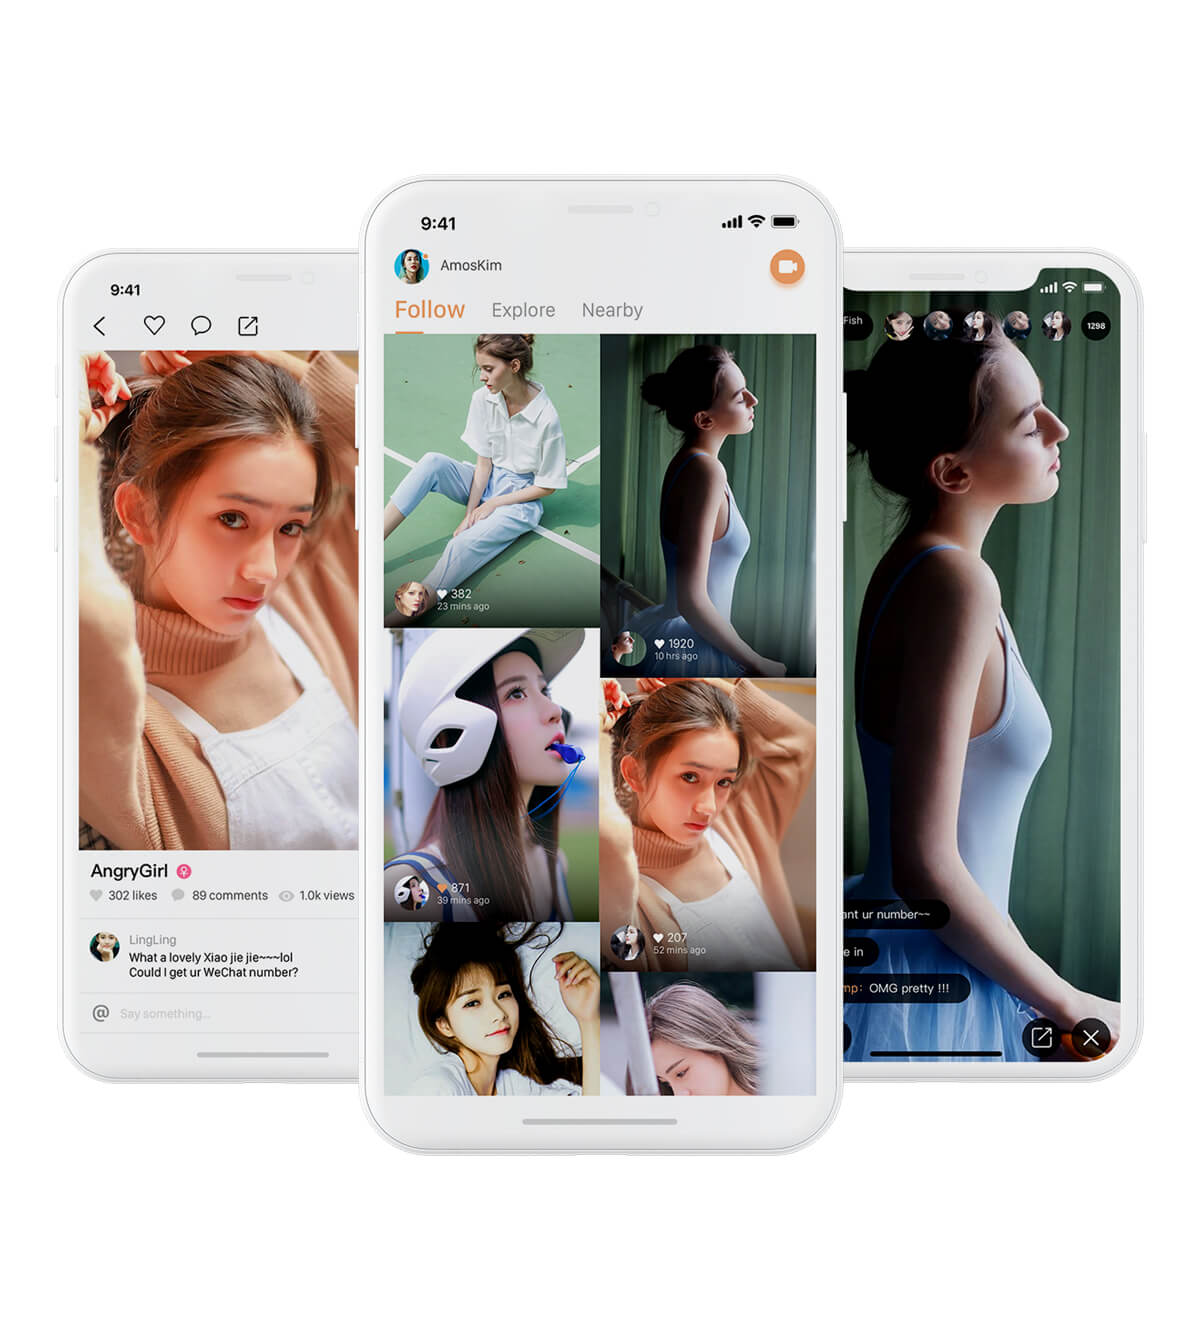 9:41
AngryGirl
302 likes 89 comments 1.0k views
LingLing
What a lovely Xiao jie jie~~~lol
Could I get ur WeChat number?
@ Say something...
9:41
AmosKim
Follow Explore Nearby
382
23 mins ago
1920
10 hrs ago
871
39 mins ago
207
52 mins ago
Fish
1298
ant ur number~~
e in
mp: OMG pretty !!!